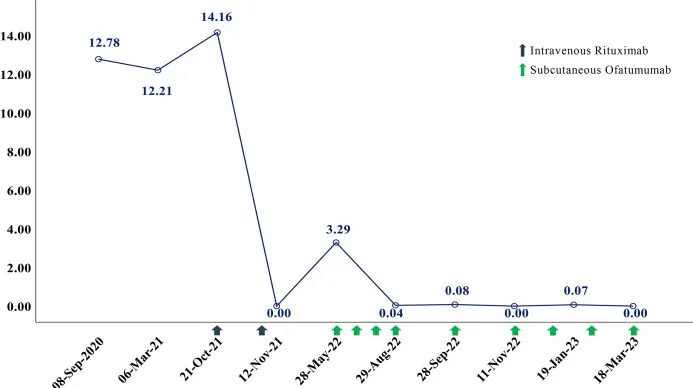 14.16
14.00
12.78
Intravenous Rituximab
Subcutaneous Ofatumumab
12.00
12.21
10.00
8.00
6.00
4.00
3.29
2.00
0.08
0.07
0.00
0.00
0.04
0.00
0.00
08-Sep-2020
06-Mar-21
21-Oct-21
12-Nov-21
28-May-22
29-Aug-22
28-Sep-22
11-Nov-22
19-Jan-23
18-Mar-23